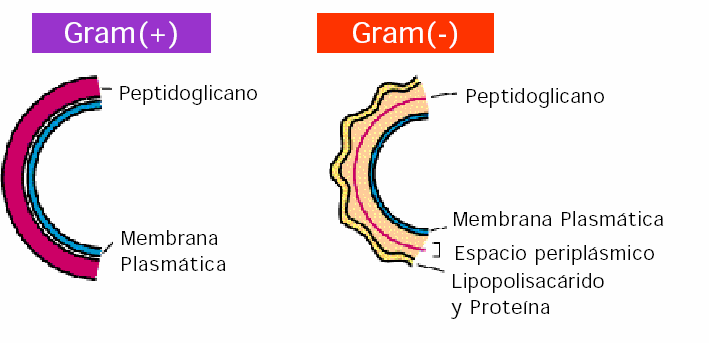 Gram(+)
Gram(-)
Peptidoglicano
Membrana
Plasmática
Peptidoglicano
Membrana Plasmática
Espacio periplásmico
Lipopolisacárido
y Proteína